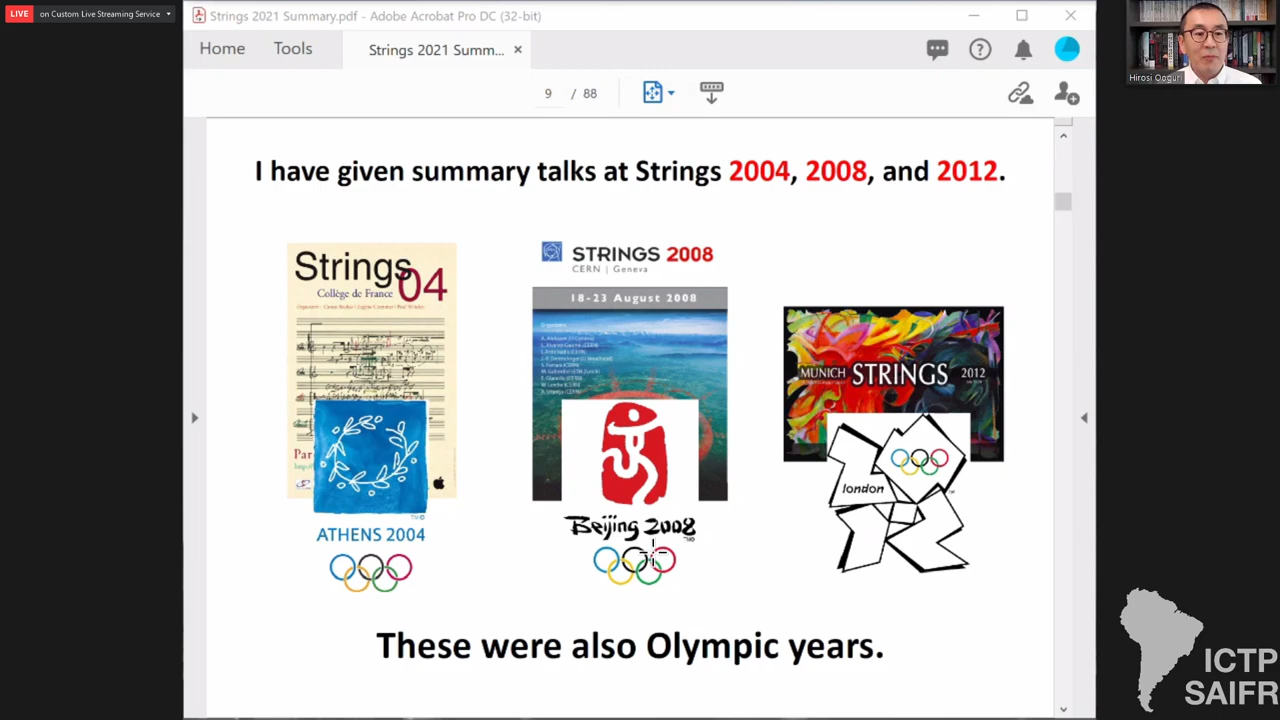 LIVE on Custom Live Streaming Service
Strings 2021 Summary.pdf - Adobe Acrobat Pro DC (32-bit)
Home Tools Strings 2021 Summ... ×
9 / 88
Hirosi Ooguri
I have given summary talks at Strings 2004, 2008, and 2012.
Strings 04
Collège de France
ATHENS 2004
STRINGS 2008
CERN | Geneva
18-23 August 2008
Beijing 2008
MUNICH STRINGS 2012
london
These were also Olympic years.
ICTP
SAIFR